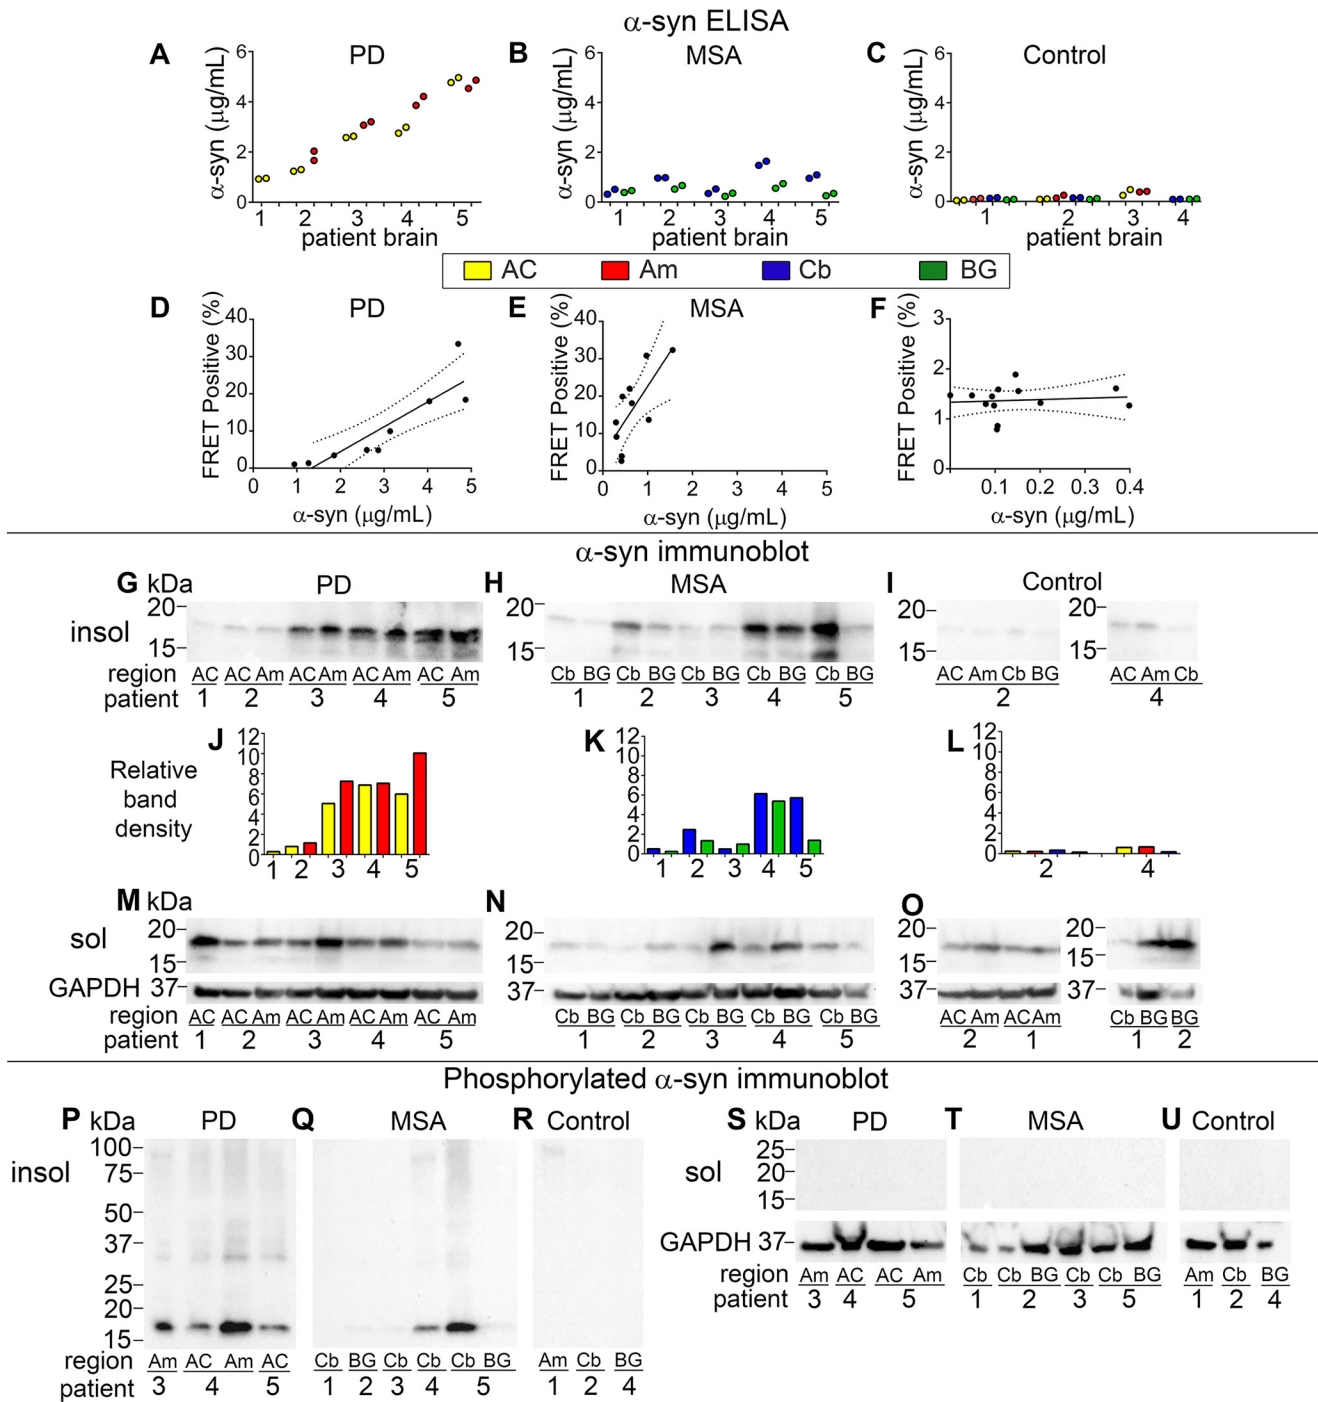 α-syn ELISA
A PD B MSA C Control
α-syn (µg/mL) 6 4 2 0
α-syn (µg/mL) 6 4 2 0
α-syn (µg/mL) 6 4 2 0
1 2 3 4 5
1 2 3 4 5
1 2 3 4
patient brain patient brain patient brain
AC Am Cb BG
D PD E MSA F
FRET Positive (%) 40 30 20 10 0
FRET Positive (%) 40 30 20 10 0
FRET Positive (%) 3 2 1 0
0 1 2 3 4 5
0 1 2 3 4 5
0.1 0.2 0.3 0.4
α-syn (µg/mL) α-syn (µg/mL) α-syn (µg/mL)
α-syn immunoblot
G kDa PD H MSA I Control
insol 20 15
20 15
20 15
20 15
region AC AC Am AC Am AC Am AC Am
patient 1 2 3 4 5
Cb BG Cb BG Cb BG Cb BG Cb BG
1 2 3 4 5
AC Am Cb BG AC Am Cb
2 4
J K L
Relative band density
12 10 8 6 4 2 0
12 10 8 6 4 2 0
12 10 8 6 4 2 0
1 2 3 4 5
1 2 3 4 5
2 4
M kDa N O
sol 20 15
20 15
20 15
20 15
GAPDH 37 37 37 37
region AC AC Am AC Am AC Am AC Am
patient 1 2 3 4 5
Cb BG Cb BG Cb BG Cb BG Cb BG
1 2 3 4 5
AC Am AC Am Cb BG BG
2 1 1 2
Phosphorylated α-syn immunoblot
P kDa PD Q MSA R Control
insol
100
75
50
37
25
20
15
region Am AC Am AC Cb BG Cb Cb Cb BG Am Cb BG
patient 3 4 5 1 2 3 4 5 1 2 4
S kDa PD T MSA U Control
sol
25
20
15
GAPDH 37
region Am AC AC Am Cb Cb BG Cb Cb BG Am Cb BG
patient 3 4 5 1 2 3 5 1 2 4